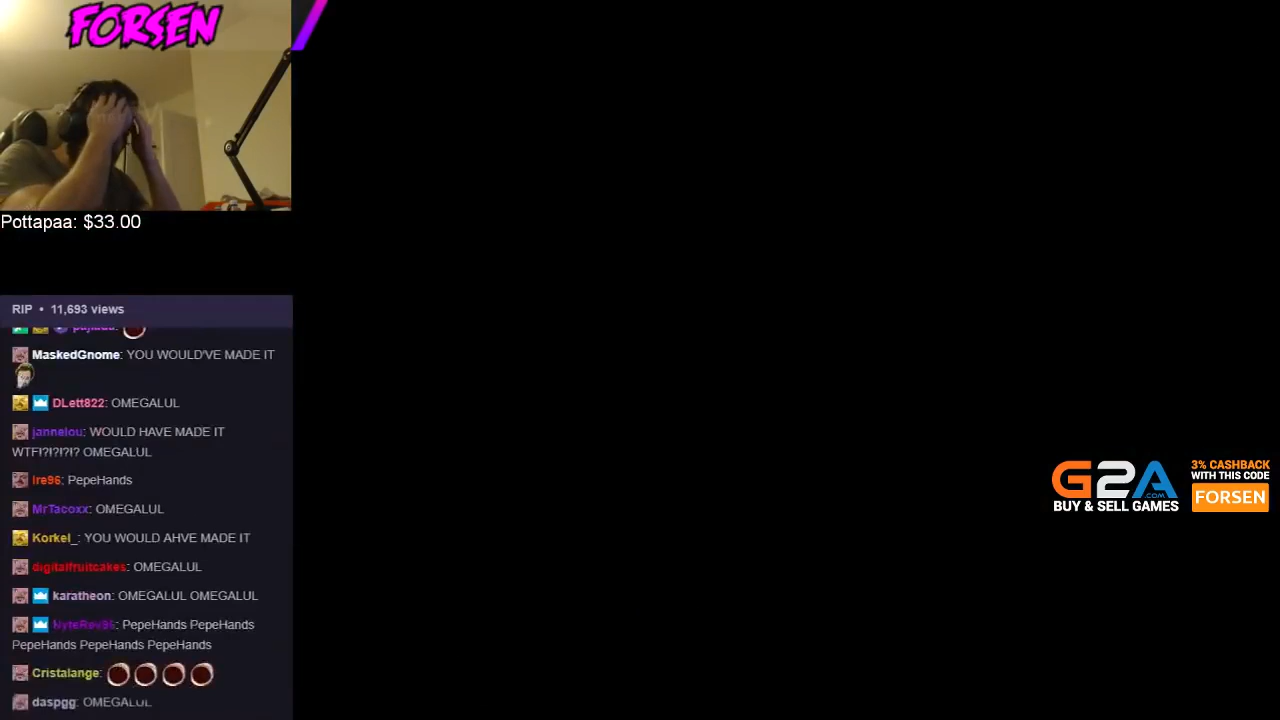 FORSEN
Pottapaa: $33.00
RIP • 11,693 views
pajlada:
MaskedGnome: YOU WOULD'VE MADE IT
DLett822: OMEGALUL
jannelou: WOULD HAVE MADE IT
WTF!?!?!?!? OMEGALUL
Ire96: PepeHands
MrTacoxx: OMEGALUL
Korkel_: YOU WOULD AHVE MADE IT
digitalfruitcakes: OMEGALUL
karatheon: OMEGALUL OMEGALUL
NyteRev96: PepeHands PepeHands
PepeHands PepeHands PepeHands
Cristalange:
daspgg: OMEGALUL
G2A.COM
BUY & SELL GAMES
3% CASHBACK
WITH THIS CODE
FORSEN